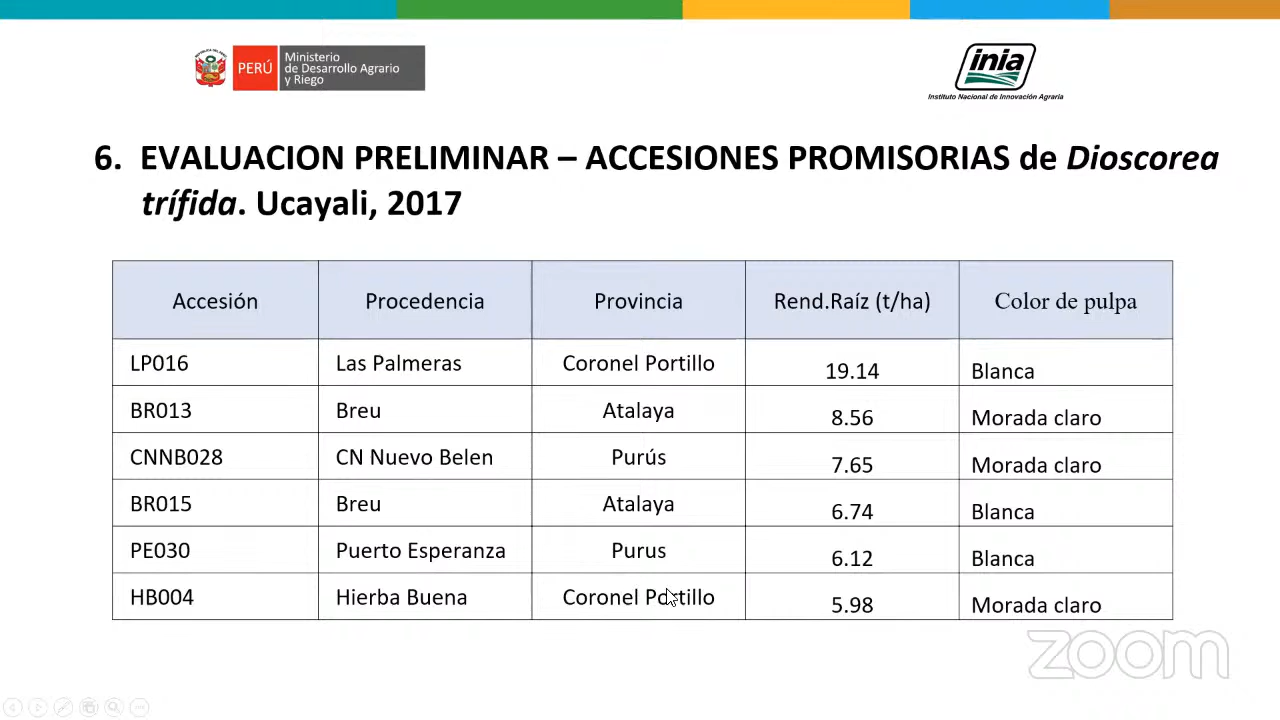 PERÚ
Ministerio
de Desarrollo Agrario
y Riego
inia
Instituto Nacional de Innovación Agraria
6. EVALUACION PRELIMINAR – ACCESIONES PROMISORIAS de Dioscorea
trífida. Ucayali, 2017
Accesión Procedencia Provincia Rend.Raíz (t/ha) Color de pulpa
LP016 Las Palmeras Coronel Portillo 19.14 Blanca
BR013 Breu Atalaya 8.56 Morada claro
CNNB028 CN Nuevo Belen Purús 7.65 Morada claro
BR015 Breu Atalaya 6.74 Blanca
PE030 Puerto Esperanza Purus 6.12 Blanca
HB004 Hierba Buena Coronel Portillo 5.98 Morada claro
zoom